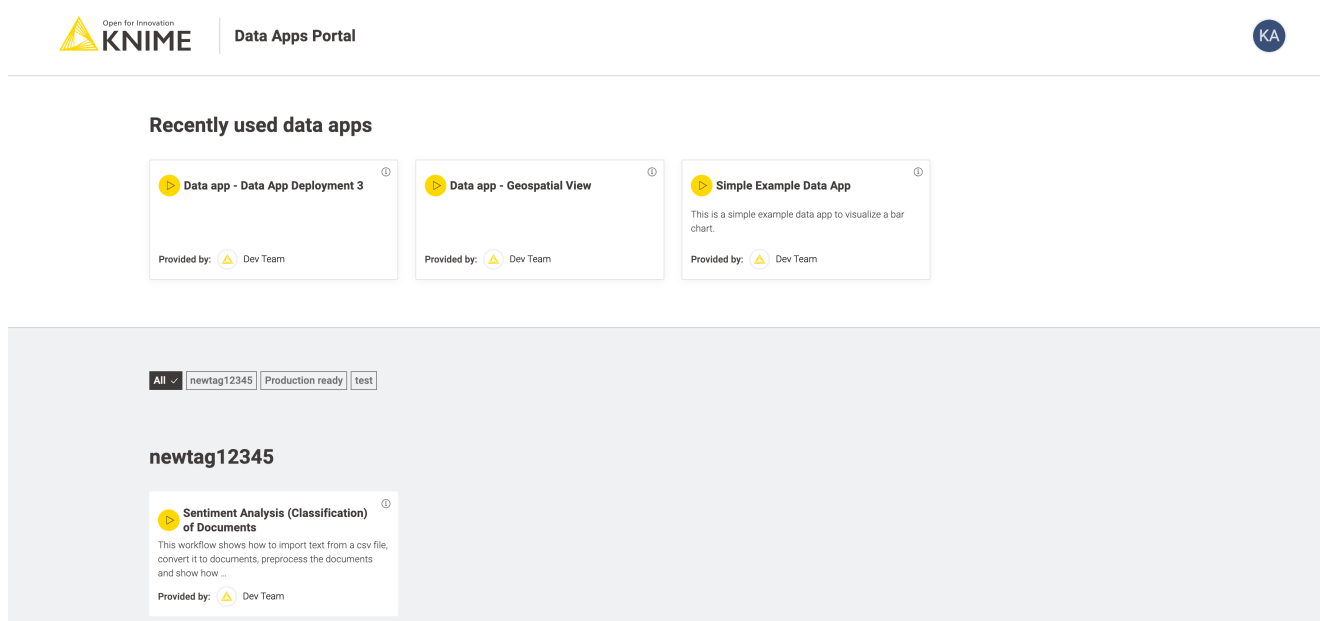 Open for Innovation
KNIME
Data Apps Portal
KA
Recently used data apps
Data app - Data App Deployment 3
Provided by: Dev Team
Data app - Geospatial View
Provided by: Dev Team
Simple Example Data App
This is a simple example data app to visualize a bar
chart.
Provided by: Dev Team
All newtag12345 Production ready test
newtag12345
Sentiment Analysis (Classification)
of Documents
This workflow shows how to import text from a csv file,
convert it to documents, preprocess the documents
and show how ...
Provided by: Dev Team